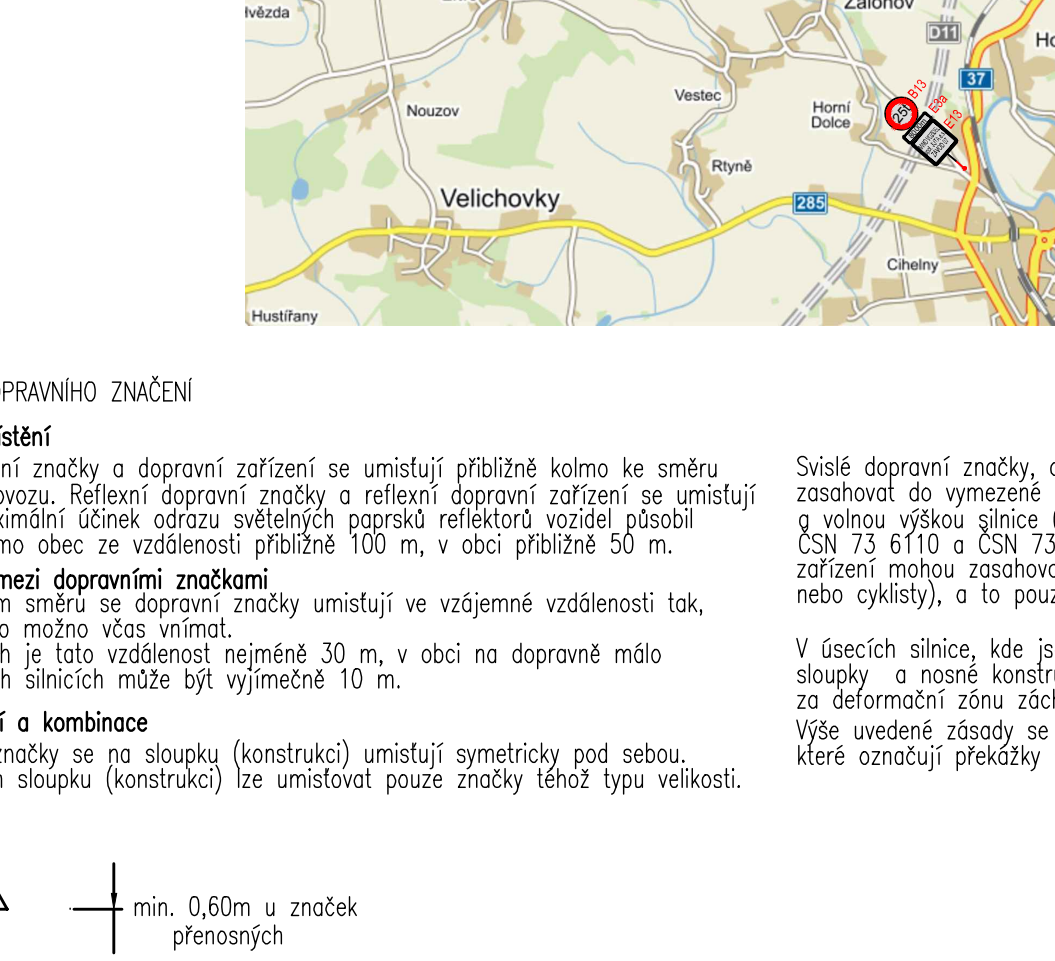 Hvězda
Zálonov
D11
37
Vestec
Nouzov
Horní
Dolce
25t
B13
E3a
E13
Rtyně
Velichovky
285
Cihelny
Hustířany
OPRAVNÍHO ZNAČENÍ
ístění
ní značky a dopravní zařízení se umisťují přibližně kolmo ke směru
ovozu. Reflexní dopravní značky a reflexní dopravní zařízení se umisťují
ximální účinek odrazu světelných paprsků reflektorů vozidel působil
mo obec ze vzdálenosti přibližně 100 m, v obci přibližně 50 m.
mezi dopravními značkami
m směru se dopravní značky umisťují ve vzájemné vzdálenosti tak,
o možno včas vnímat.
h je tato vzdálenost nejméně 30 m, v obci na dopravně málo
h silnicích může být vyjímečně 10 m.
í a kombinace
značky se na sloupku (konstrukci) umisťují symetricky pod sebou.
m sloupku (konstrukci) lze umisťovat pouze značky téhož typu velikosti.
Svislé dopravní značky,
zasahovat do vymezené
a volnou výškou silnice (
ČSN 73 6110 a ČSN 73
zařízení mohou zasahova
nebo cyklisty), a to pouz
V úsecích silnice, kde js
sloupky a nosné konstru
za deformační zónu zách
Výše uvedené zásady se
které označují překážky
min. 0,60m u značek
přenosných